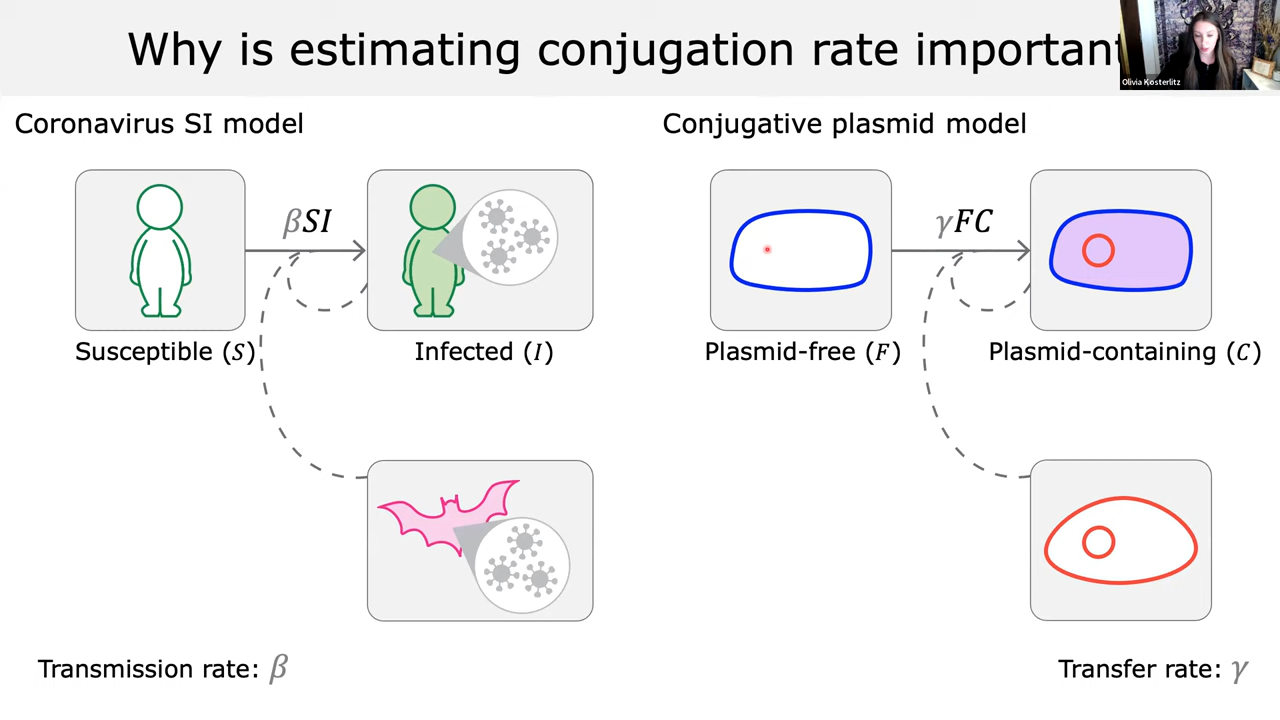 Why is estimating conjugation rate important
Olivia Kosterlitz
Coronavirus SI model
βSI
Susceptible (S)
Infected (I)
Transmission rate: β
Conjugative plasmid model
γFC
Plasmid-free (F)
Plasmid-containing (C)
Transfer rate: γ